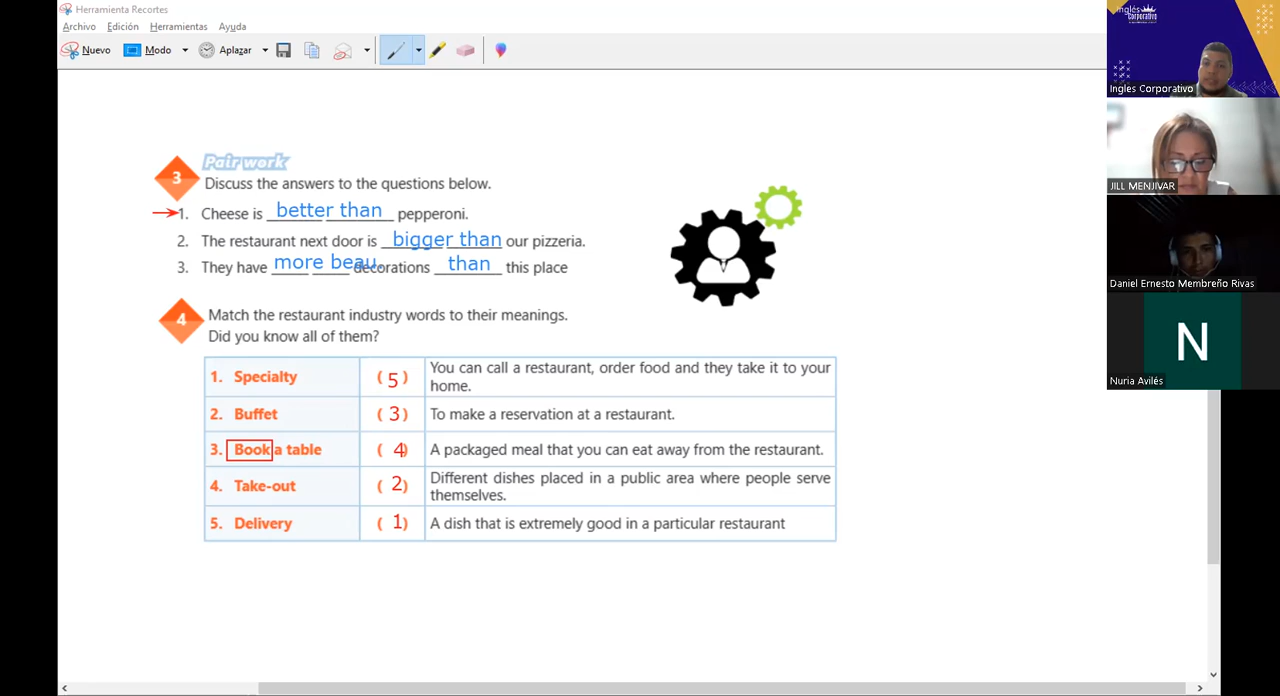 Herramienta Recortes
Archivo Edición Herramientas Ayuda
Nuevo Modo Aplazar
Inglés
Corporativo
Ingles Corporativo
JILL MENJIVAR
Daniel Ernesto Membreño Rivas
N
Nuria Avilés
3 Pair work
Discuss the answers to the questions below.
1. Cheese is better than pepperoni.
2. The restaurant next door is bigger than our pizzeria.
3. They have more beau. decorations than this place
4 Match the restaurant industry words to their meanings.
Did you know all of them?
1. Specialty ( 5 ) You can call a restaurant, order food and they take it to your
home.
2. Buffet ( 3 ) To make a reservation at a restaurant.
3. Book a table ( 4 ) A packaged meal that you can eat away from the restaurant.
4. Take-out ( 2 ) Different dishes placed in a public area where people serve
themselves.
5. Delivery ( 1 ) A dish that is extremely good in a particular restaurant